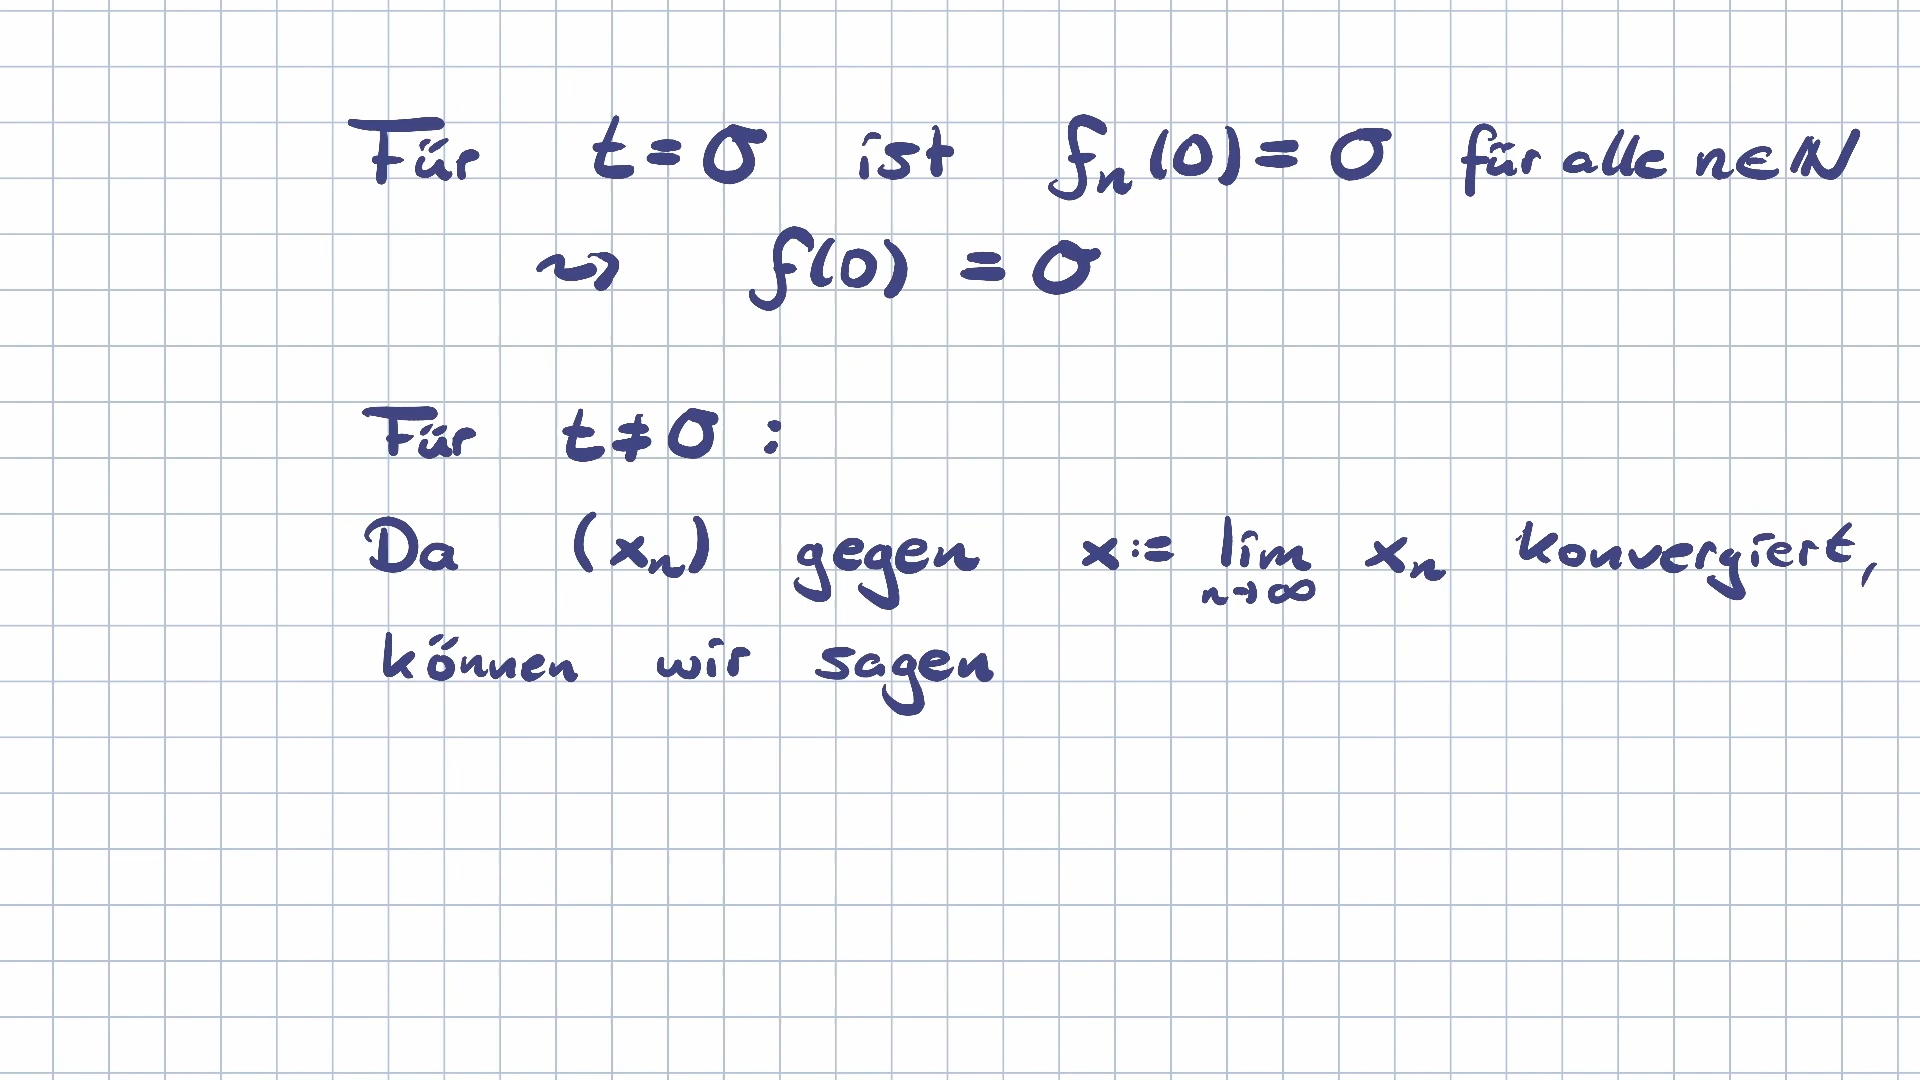 Für t = 0 ist fₙ(0) = 0 für alle n∈ℕ
⇝ f(0) = 0
Für t ≠ 0 :
Da (xₙ) gegen x := lim xₙ konvergiert,
n→∞
können wir sagen